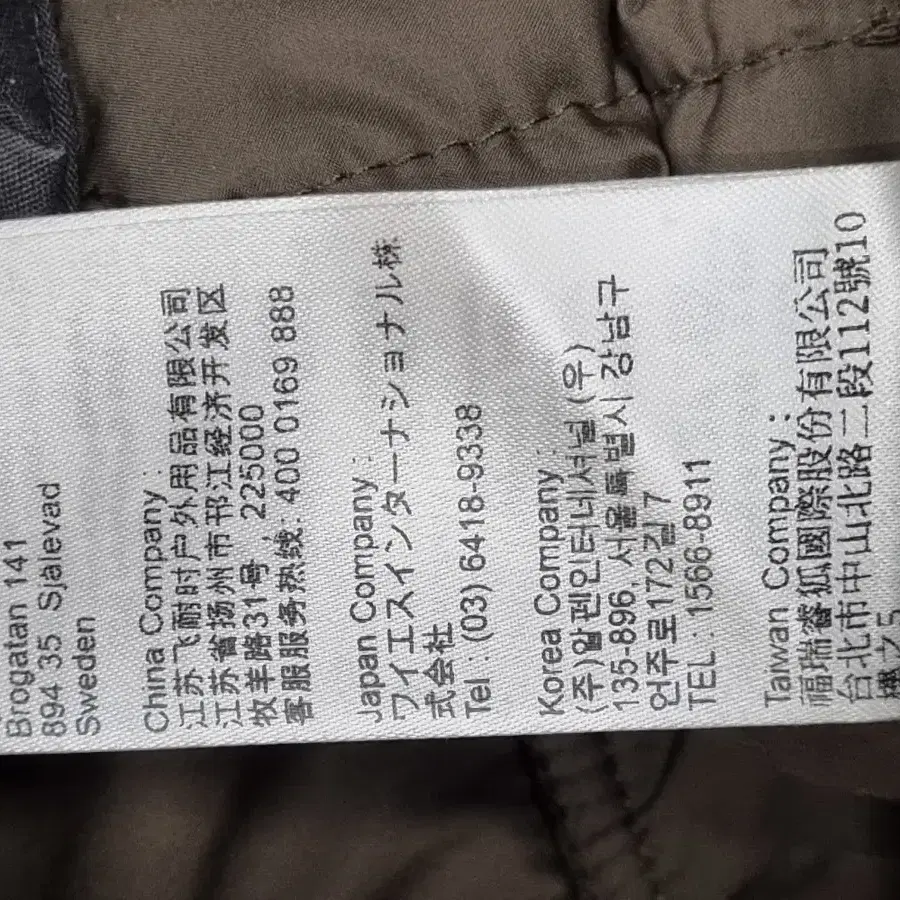 Brogatan 141
894 35 Sjalevad
Sweden
China Company :
江苏飞耐时户外用品有限公司
江苏省扬州市邗江经济开发区
牧羊路31号，225000
客服服务热线: 400 0169 888
Japan Company :
ワイエスインターナショナル株
式会社
Tel : (03) 6418-9338
Korea Company :
(주)알펜인터네셔널 (우)
135-896, 서울특별시 강남구
언주로172길7
TEL : 1566-8911
Taiwan Company :
福瑞睿狐國際股份有限公司
台北市中山北路二段112號10
樓之5